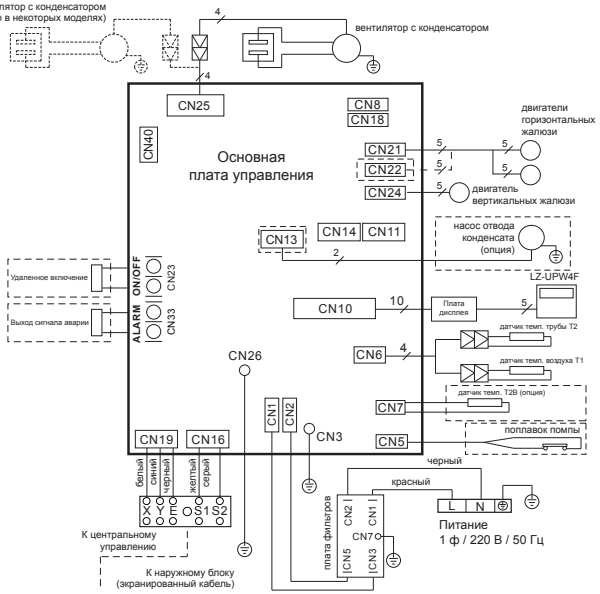 лятор с конденсатором
о в некоторых моделях)
4
вентилятор с конденсатором
4
CN25
CN8
CN18
CN40
Основная
плата управления
CN21
5
5
CN22
5
CN24
5
двигатели
горизонтальных
жалюзи
двигатель
вертикальных жалюзи
CN14
CN11
CN13
2
насос отвода
конденсата
(опция)
LZ-UPW4F
Удаленное включение
ON/OFF
CN23
Выход сигнала аварии
ALARM
CN33
CN10
10
Плата
дисплея
5
CN6
4
датчик темп. трубы T2
датчик темп. воздуха T1
CN26
CN7
датчик темп. T2B (опция)
CN1
CN2
CN3
CN5
поплавок помпы
CN19
CN16
белый
синий
черный
желтый
серый
X Y E S1 S2
К центральному
управлению
К наружному блоку
(экранированный кабель)
черный
красный
плата фильтров
CN2
CN1
CN7
CN5
CN3
L N
Питание
1 ф / 220 В / 50 Гц